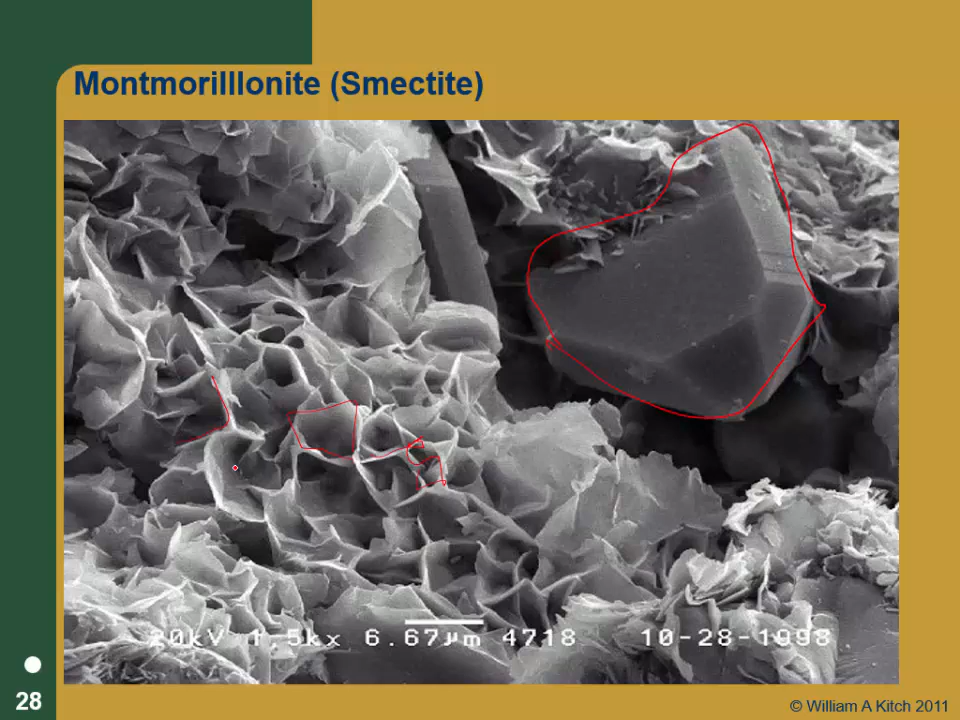 Montmorilllonite (Smectite)
20kV 1.5kx 6.67µm 4718 10-28-1998
28
© William A Kitch 2011